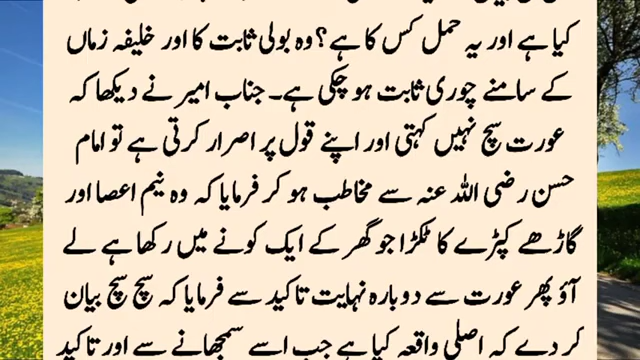 کیا ہے اور یہ حمل کس کا ہے؟ وہ بولی ثابت کا اور خلیفہ زماں
کے سامنے چوری ثابت ہو چکی ہے۔ جناب امیر نے دیکھا کہ
عورت سچ نہیں کہتی اور اپنے قول پر اصرار کرتی ہے تو امام
حسن رضی اللہ عنہ سے مخاطب ہو کر فرمایا کہ وہ نیم اعصا اور
گاڑھے کپڑے کا ٹکڑا جو گھر کے ایک کونے میں رکھا ہے لے
آؤ پھر عورت سے دوبارہ نہایت تاکید سے فرمایا کہ سچ سچ بیان
کر دے کہ اصلی واقعہ کیا ہے جب اسے سمجھانے سے اور تاکید